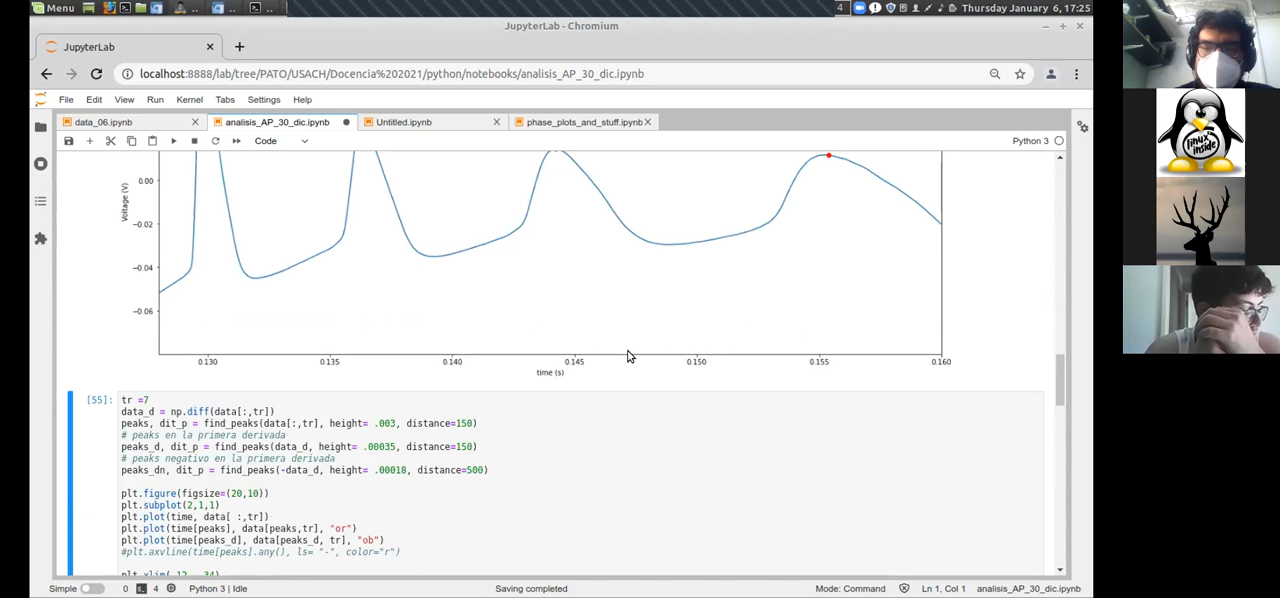 Menu
4
Thursday January 6, 17:25
JupyterLab - Chromium
JupyterLab
localhost:8888/lab/tree/PATO/USACH/Docencia%202021/python/notebooks/analisis_AP_30_dic.ipynb
File Edit View Run Kernel Tabs Settings Help
data_06.ipynb
analisis_AP_30_dic.ipynb
Untitled.ipynb
phase_plots_and_stuff.ipynb
Code
Python 3
Voltage (V)
0.00
−0.02
−0.04
−0.06
0.130 0.135 0.140 0.145 0.150 0.155 0.160
time (s)
[55]: tr =7
data_d = np.diff(data[:,tr])
peaks, dit_p = find_peaks(data[:,tr], height= .003, distance=150)
# peaks en la primera derivada
peaks_d, dit_p = find_peaks(data_d, height= .00035, distance=150)
# peaks negativo en la primera derivada
peaks_dn, dit_p = find_peaks(-data_d, height= .00018, distance=500)
plt.figure(figsize=(20,10))
plt.subplot(2,1,1)
plt.plot(time, data[ :,tr])
plt.plot(time[peaks], data[peaks,tr], "or")
plt.plot(time[peaks_d], data[peaks_d, tr], "ob")
#plt.axvline(time[peaks].any(), ls= "-", color="r")
Simple
0
4
Python 3 | Idle
Saving completed
Mode: Command
Ln 1, Col 1
analisis_AP_30_dic.ipynb
linux
inside